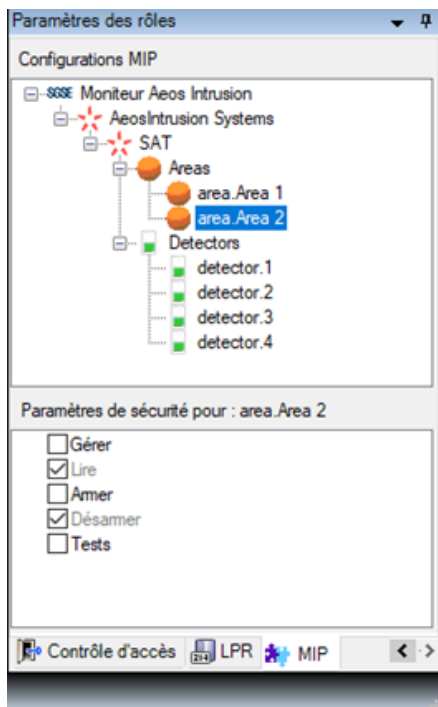 Paramètres des rôles
Configurations MIP
SGSE Moniteur Aeos Intrusion
AeosIntrusion Systems
SAT
Areas
area.Area 1
area.Area 2
Detectors
detector.1
detector.2
detector.3
detector.4
Paramètres de sécurité pour : area.Area 2
Gérer
Lire
Armer
Désarmer
Tests
Contrôle d'accès LPR MIP